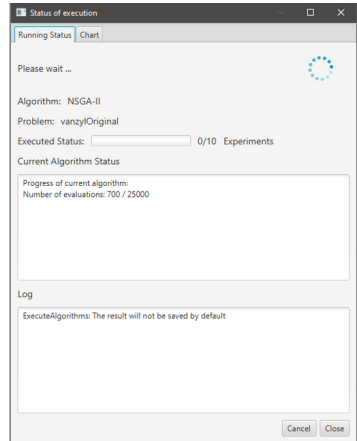 Status of execution
Running Status Chart
Please wait ...
Algorithm: NSGA-II
Problem: vanzylOriginal
Executed Status: 0/10 Experiments
Current Algorithm Status
Progress of current algorithm:
Number of evaluations: 700 / 25000
Log
ExecuteAlgorithms: The result will not be saved by default
Cancel Close